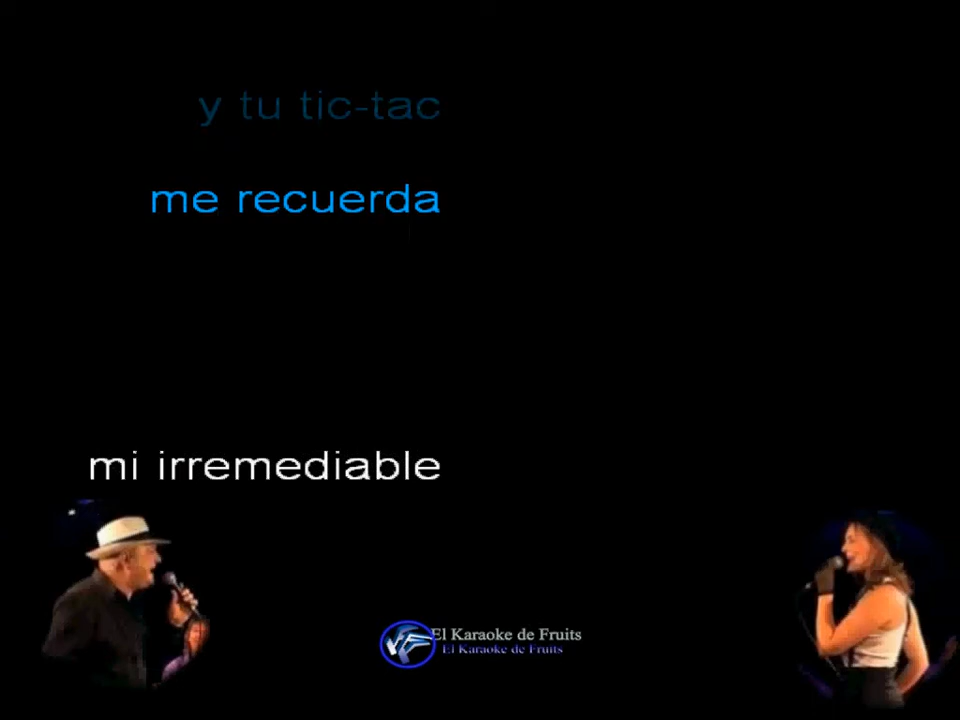 y tu tic-tac
me recuerda
mi irremediable
El Karaoke de Fruits
El Karaoke de Fruits